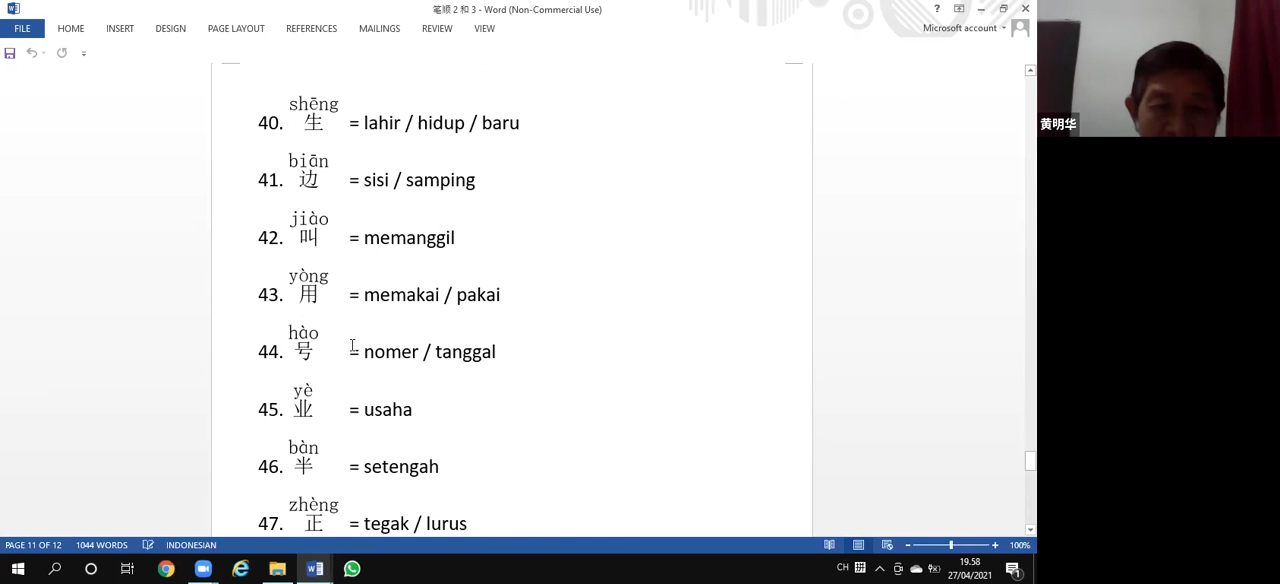 笔顺 2 和 3 - Word (Non-Commercial Use)
FILE HOME INSERT DESIGN PAGE LAYOUT REFERENCES MAILINGS REVIEW VIEW
Microsoft account
黄明华
shēng
40. 生 = lahir / hidup / baru
biān
41. 边 = sisi / samping
jiào
42. 叫 = memanggil
yòng
43. 用 = memakai / pakai
hào
44. 号 = nomer / tanggal
yè
45. 业 = usaha
bàn
46. 半 = setengah
zhèng
47. 正 = tegak / lurus
PAGE 11 OF 12 1044 WORDS INDONESIAN 100%
CH 19.58
27/04/2021